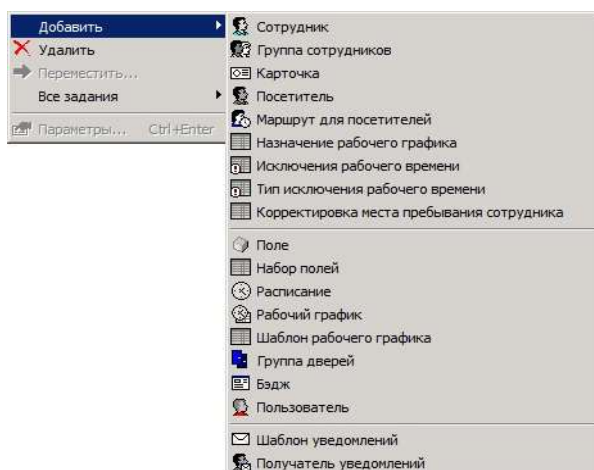 Добавить
Удалить
Переместить...
Все задания
Параметры... Ctrl+Enter
Сотрудник
Группа сотрудников
Карточка
Посетитель
Маршрут для посетителей
Назначение рабочего графика
Исключения рабочего времени
Тип исключения рабочего времени
Корректировка места пребывания сотрудника
Поле
Набор полей
Расписание
Рабочий график
Шаблон рабочего графика
Группа дверей
Бэдж
Пользователь
Шаблон уведомлений
Получатель уведомлений